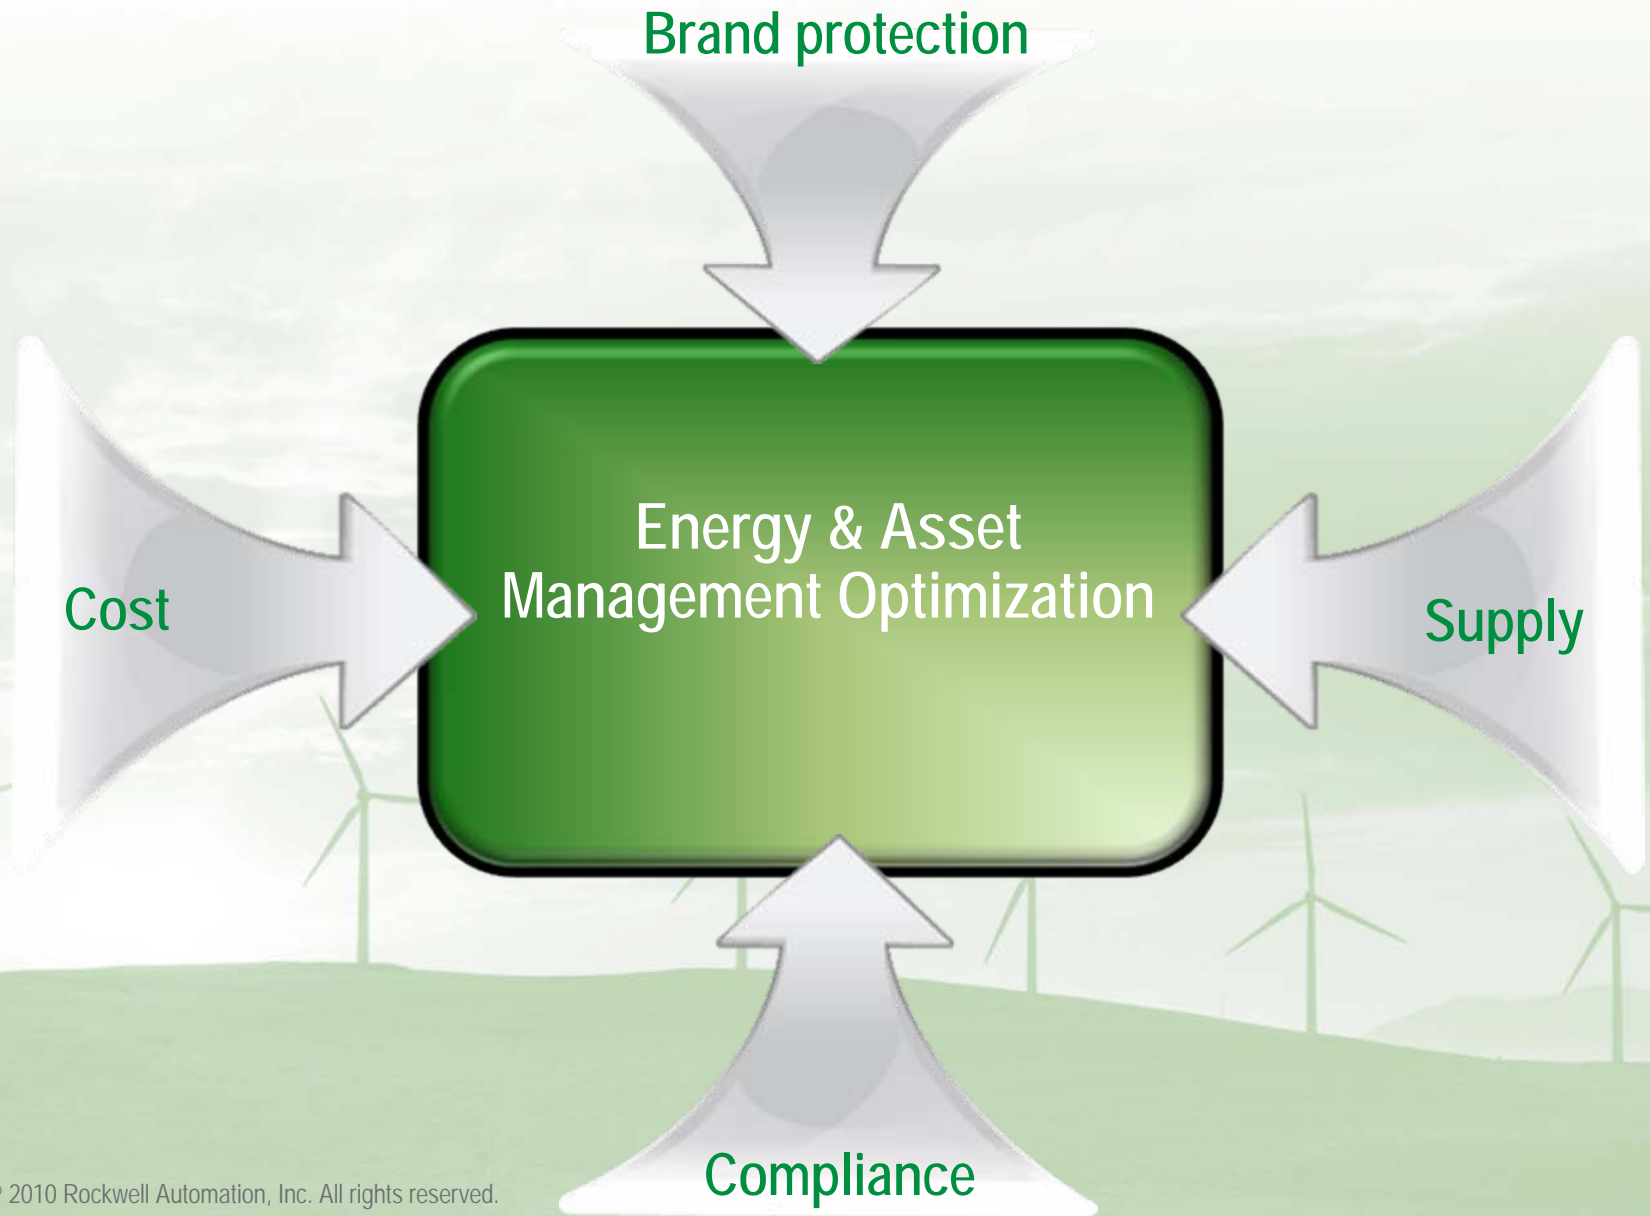 Brand protection
Energy & Asset
Management Optimization
Cost
Supply
Compliance
© 2010 Rockwell Automation, Inc. All rights reserved.